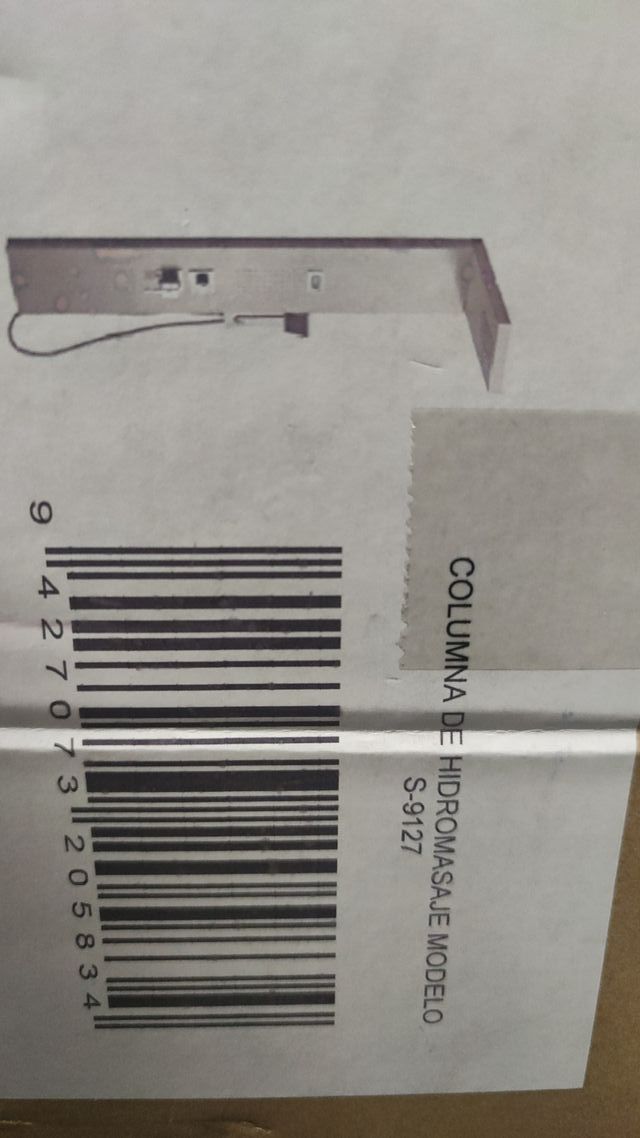 COLUMNA DE HIDROMASAJE MODELO
S-9127
9 427073 205834